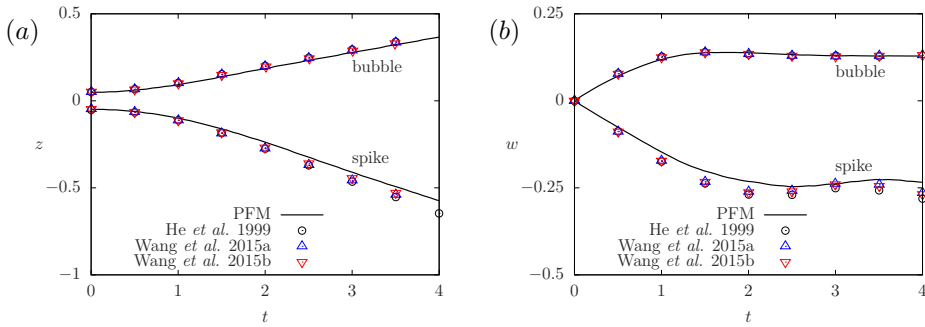 (a)
0.5
0
−0.5
−1
z
bubble
spike
PFM
He et al. 1999
Wang et al. 2015a
Wang et al. 2015b
0 1 2 3 4
t
(b)
0.25
0
−0.25
−0.5
w
bubble
spike
PFM
He et al. 1999
Wang et al. 2015a
Wang et al. 2015b
0 1 2 3 4
t